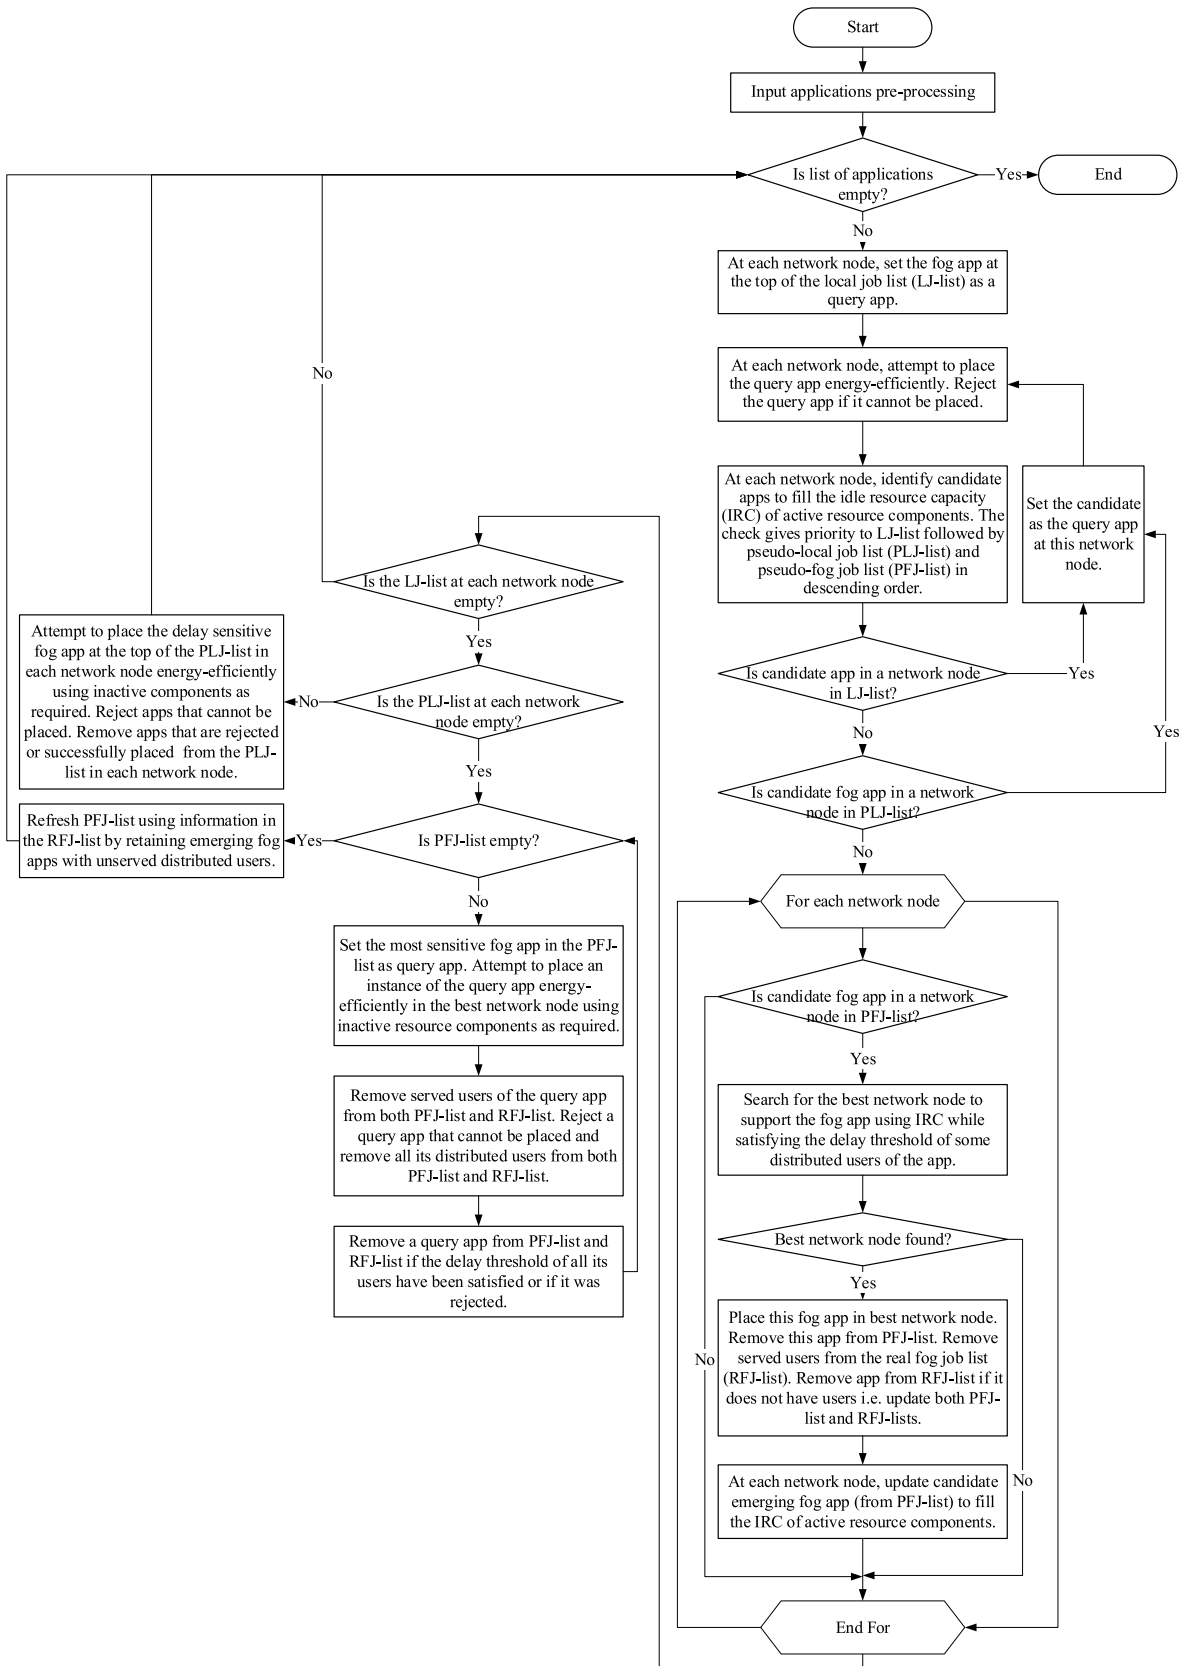 Start
Input applications pre-processing
Is list of applications
empty?
Yes
End
No
At each network node, set the fog app at
the top of the local job list (LJ-list) as a
query app.
At each network node, attempt to place
the query app energy-efficiently. Reject
the query app if it cannot be placed.
At each network node, identify candidate
apps to fill the idle resource capacity
(IRC) of active resource components. The
check gives priority to LJ-list followed by
pseudo-local job list (PLJ-list) and
pseudo-fog job list (PFJ-list) in
descending order.
Set the candidate
as the query app
at this network
node.
Is candidate app in a network node
in LJ-list?
Yes
No
Is candidate fog app in a network
node in PLJ-list?
Yes
No
For each network node
Is candidate fog app in a network
node in PFJ-list?
Yes
Search for the best network node to
support the fog app using IRC while
satisfying the delay threshold of some
distributed users of the app.
Best network node found?
Yes
Place this fog app in best network node.
Remove this app from PFJ-list. Remove
served users from the real fog job list
(RFJ-list). Remove app from RFJ-list if it
does not have users i.e. update both PFJ-
list and RFJ-lists.
No
No
At each network node, update candidate
emerging fog app (from PFJ-list) to fill
the IRC of active resource components.
End For
No
Is the LJ-list at each network node
empty?
Yes
Is the PLJ-list at each network
node empty?
No
Attempt to place the delay sensitive
fog app at the top of the PLJ-list in
each network node energy-efficiently
using inactive components as
required. Reject apps that cannot be
placed. Remove apps that are rejected
or successfully placed from the PLJ-
list in each network node.
Yes
Is PFJ-list empty?
Yes
Refresh PFJ-list using information in
the RFJ-list by retaining emerging fog
apps with unserved distributed users.
No
Set the most sensitive fog app in the PFJ-
list as query app. Attempt to place an
instance of the query app energy-
efficiently in the best network node using
inactive resource components as required.
Remove served users of the query app
from both PFJ-list and RFJ-list. Reject a
query app that cannot be placed and
remove all its distributed users from both
PFJ-list and RFJ-list.
Remove a query app from PFJ-list and
RFJ-list if the delay threshold of all its
users have been satisfied or if it was
rejected.